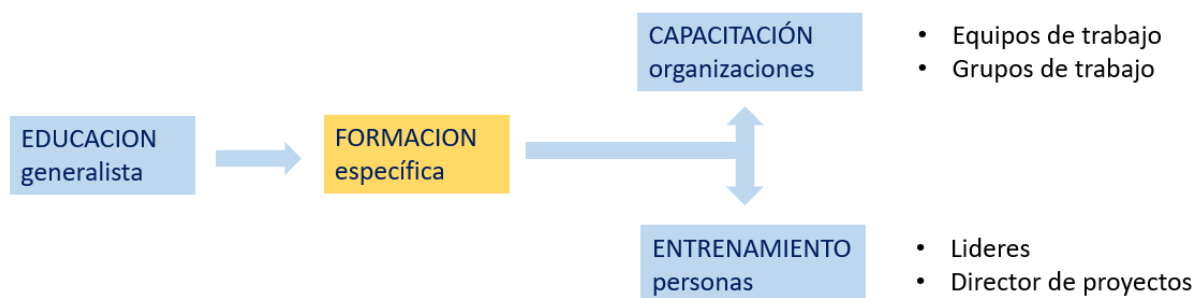 CAPACITACIÓN
organizaciones
• Equipos de trabajo
• Grupos de trabajo
EDUCACION
generalista
FORMACION
específica
ENTRENAMIENTO
personas
• Lideres
• Director de proyectos